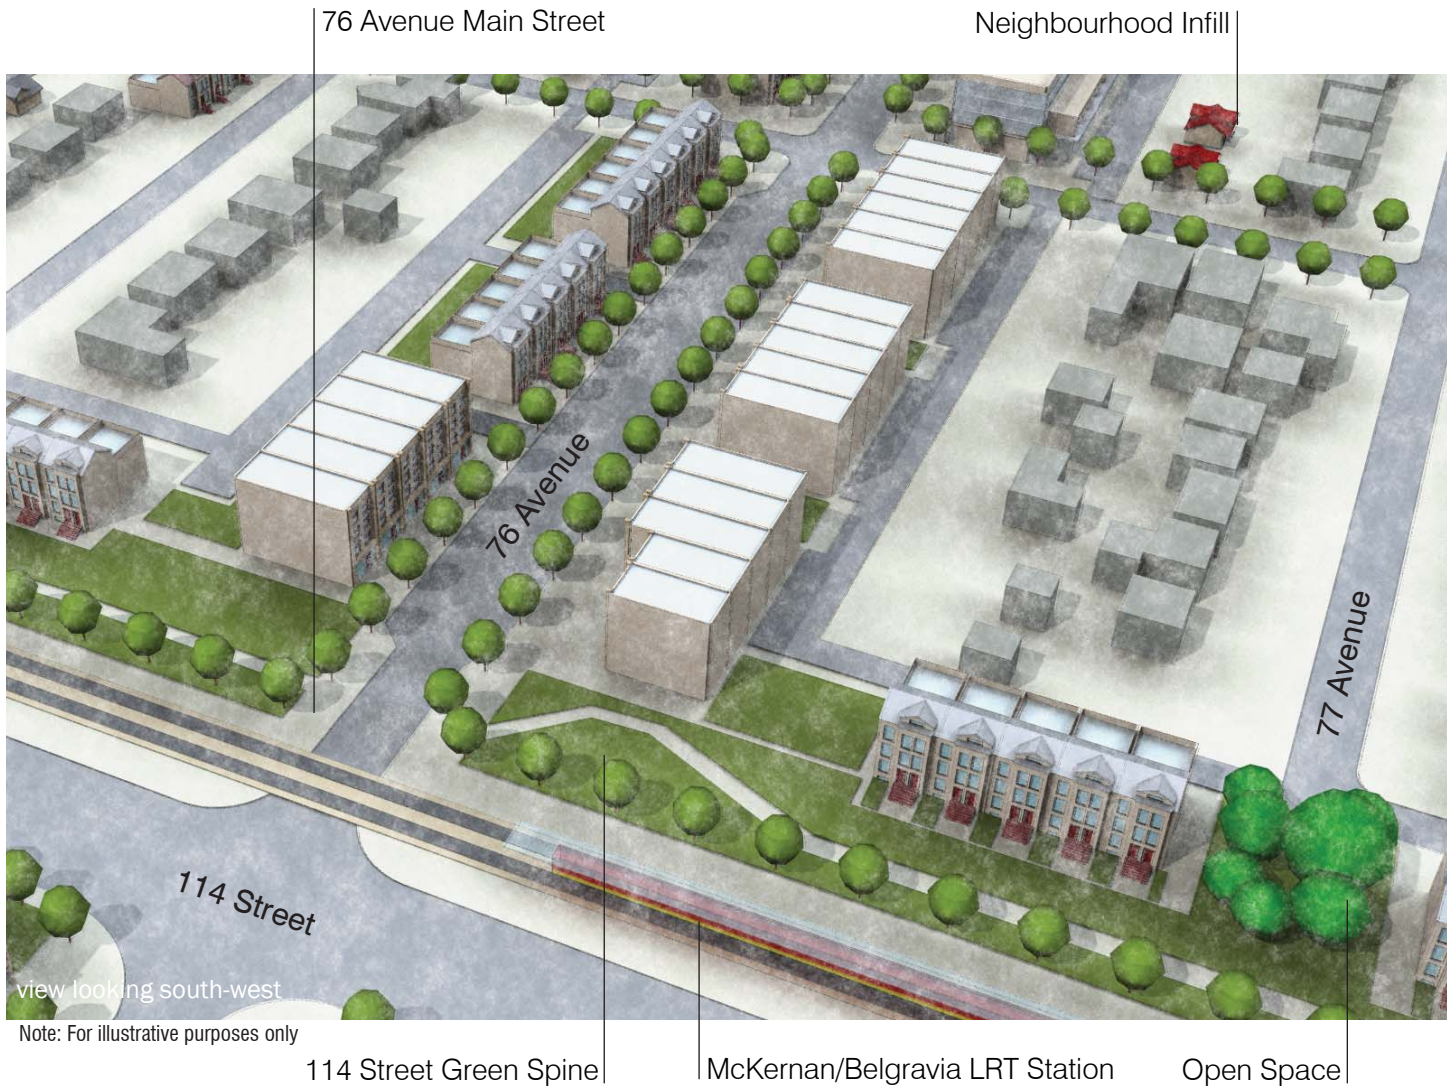 76 Avenue Main Street
Neighbourhood Infill
76 Avenue
77 Avenue
114 Street
view looking south-west
Note: For illustrative purposes only
114 Street Green Spine
McKernan/Belgravia LRT Station
Open Space